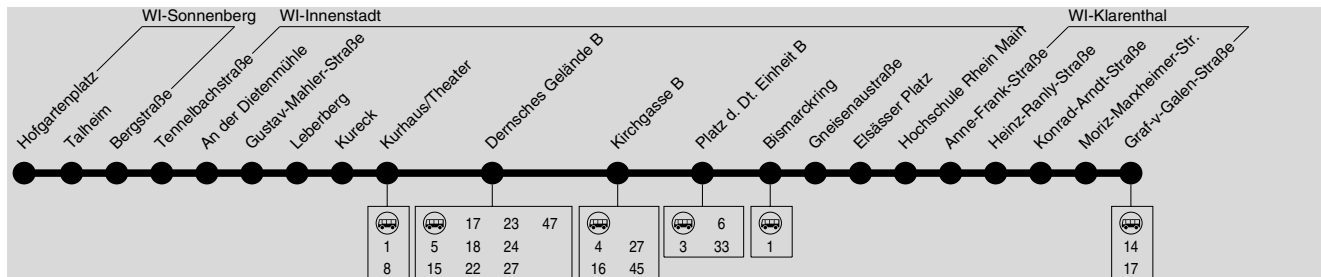 WI-Sonnenberg WI-Innenstadt WI-Klarenthal
Hofgartenplatz
Talheim
Bergstraße
Tennelbachstraße
An der Dietenmühle
Gustav-Mahler-Straße
Leberberg
Kureck
Kurhaus/Theater
Dernsches Gelände B
Kirchgasse B
Platz d. Dt. Einheit B
Bismarckring
Gneisenaustraße
Elsässer Platz
Hochschule Rhein Main
Anne-Frank-Straße
Heinz-Ranly-Straße
Konrad-Arndt-Straße
Moriz-Marxheimer-Str.
Graf-v-Galen-Straße
1
8
17 23 47
5 18 24
15 22 27
4 27
16 45
6
3 33
1
14
17